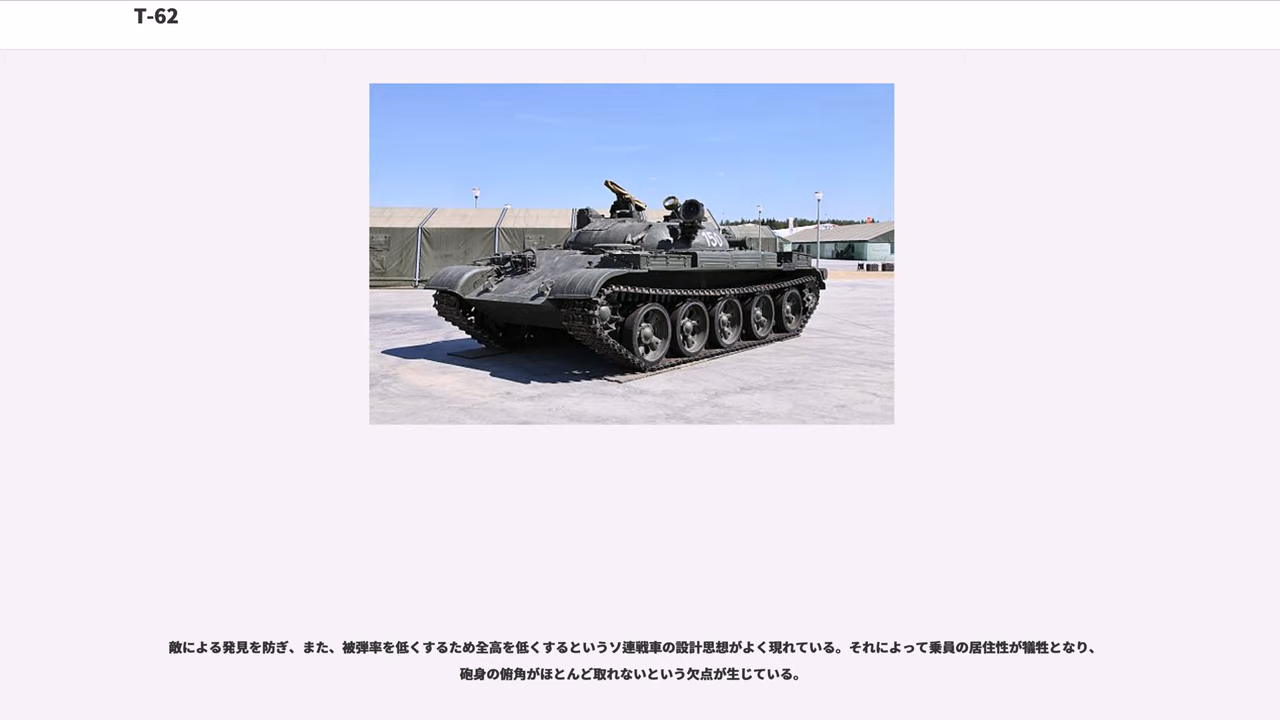 T-62
150
敵による発見を防ぎ、また、被弾率を低くするため全高を低くするというソ連戦車の設計思想がよく現れている。それによって乗員の居住性が犠牲となり、
砲身の俯角がほとんど取れないという欠点が生じている。